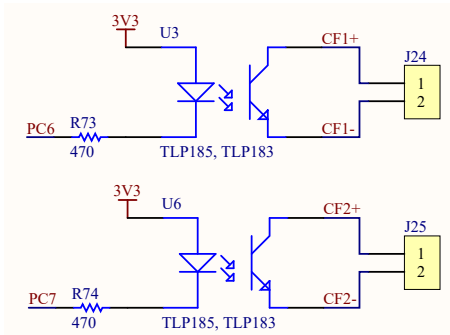 3V3
U3
CF1+
J24
1
2
PC6
R73
470
CF1-
TLP185, TLP183
3V3
U6
CF2+
J25
1
2
PC7
R74
470
CF2-
TLP185, TLP183